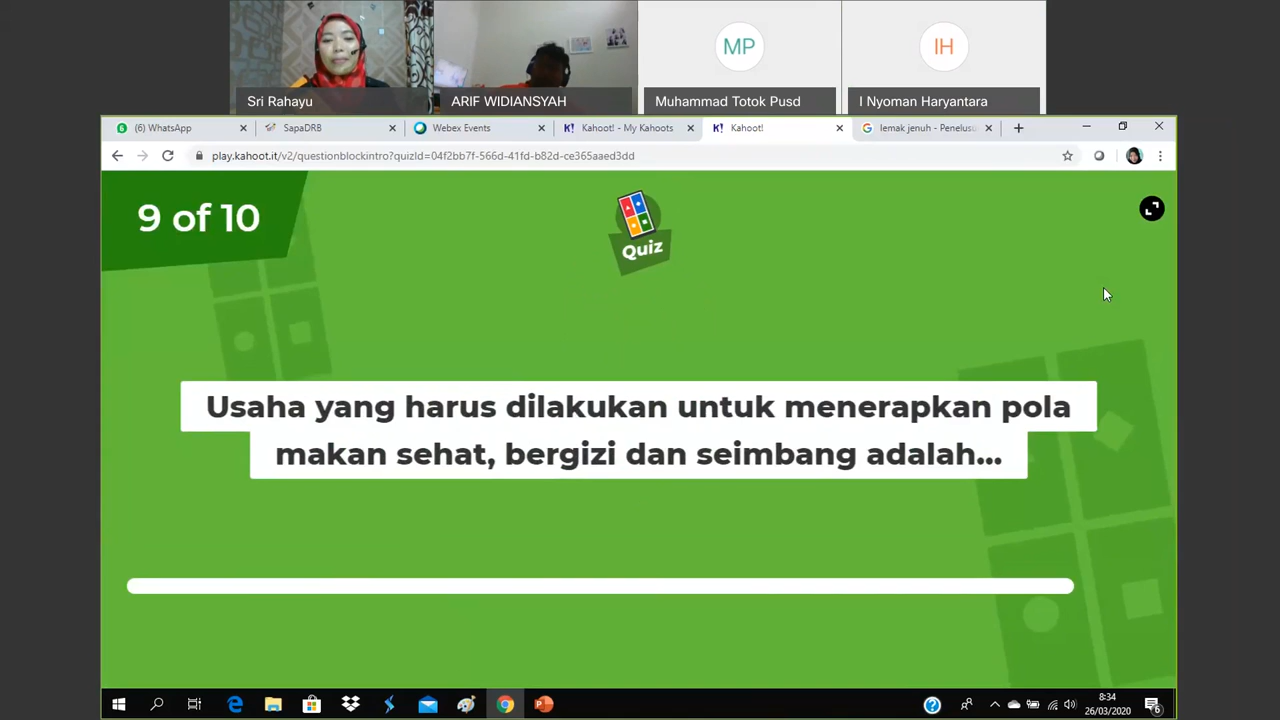 MP
IH
Sri Rahayu
ARIF WIDIANSYAH
Muhammad Totok Pusd
I Nyoman Haryantara
(6) WhatsApp
SapaDRB
Webex Events
Kahoot! - My Kahoots
Kahoot!
lemak jenuh - Penelusu
play.kahoot.it/v2/questionblockintro?quizId=04f2bb7f-566d-41fd-b82d-ce365aaed3dd
9 of 10
Quiz
Usaha yang harus dilakukan untuk menerapkan pola
makan sehat, bergizi dan seimbang adalah...
8:34
26/03/2020